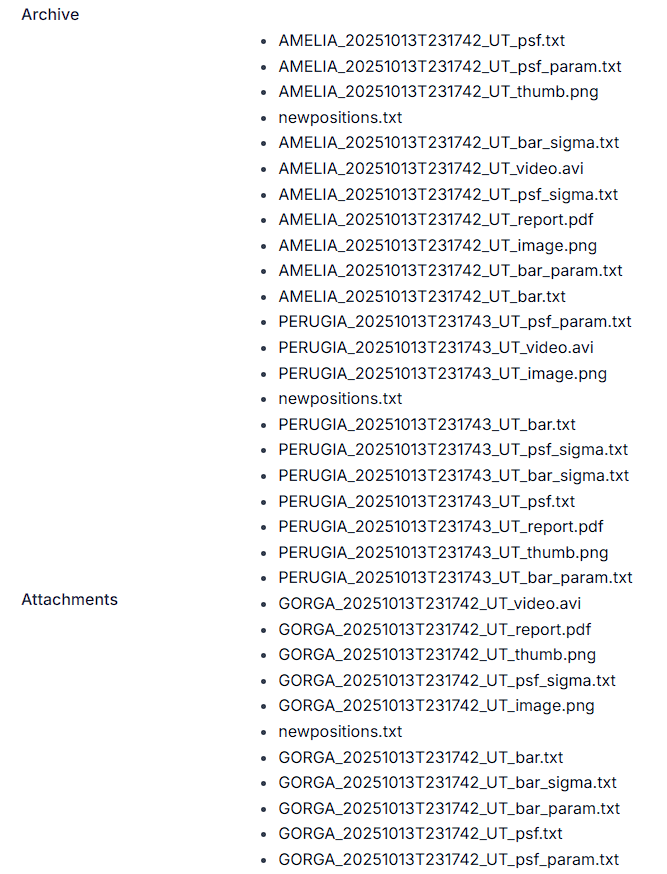 Archive
AMELIA_20251013T231742_UT_psf.txt
AMELIA_20251013T231742_UT_psf_param.txt
AMELIA_20251013T231742_UT_thumb.png
newpositions.txt
AMELIA_20251013T231742_UT_bar_sigma.txt
AMELIA_20251013T231742_UT_video.avi
AMELIA_20251013T231742_UT_psf_sigma.txt
AMELIA_20251013T231742_UT_report.pdf
AMELIA_20251013T231742_UT_image.png
AMELIA_20251013T231742_UT_bar_param.txt
AMELIA_20251013T231742_UT_bar.txt
PERUGIA_20251013T231743_UT_psf_param.txt
PERUGIA_20251013T231743_UT_video.avi
PERUGIA_20251013T231743_UT_image.png
newpositions.txt
PERUGIA_20251013T231743_UT_bar.txt
PERUGIA_20251013T231743_UT_psf_sigma.txt
PERUGIA_20251013T231743_UT_bar_sigma.txt
PERUGIA_20251013T231743_UT_psf.txt
PERUGIA_20251013T231743_UT_report.pdf
PERUGIA_20251013T231743_UT_thumb.png
PERUGIA_20251013T231743_UT_bar_param.txt
Attachments
GORGA_20251013T231742_UT_video.avi
GORGA_20251013T231742_UT_report.pdf
GORGA_20251013T231742_UT_thumb.png
GORGA_20251013T231742_UT_psf_sigma.txt
GORGA_20251013T231742_UT_image.png
newpositions.txt
GORGA_20251013T231742_UT_bar.txt
GORGA_20251013T231742_UT_bar_sigma.txt
GORGA_20251013T231742_UT_bar_param.txt
GORGA_20251013T231742_UT_psf.txt
GORGA_20251013T231742_UT_psf_param.txt